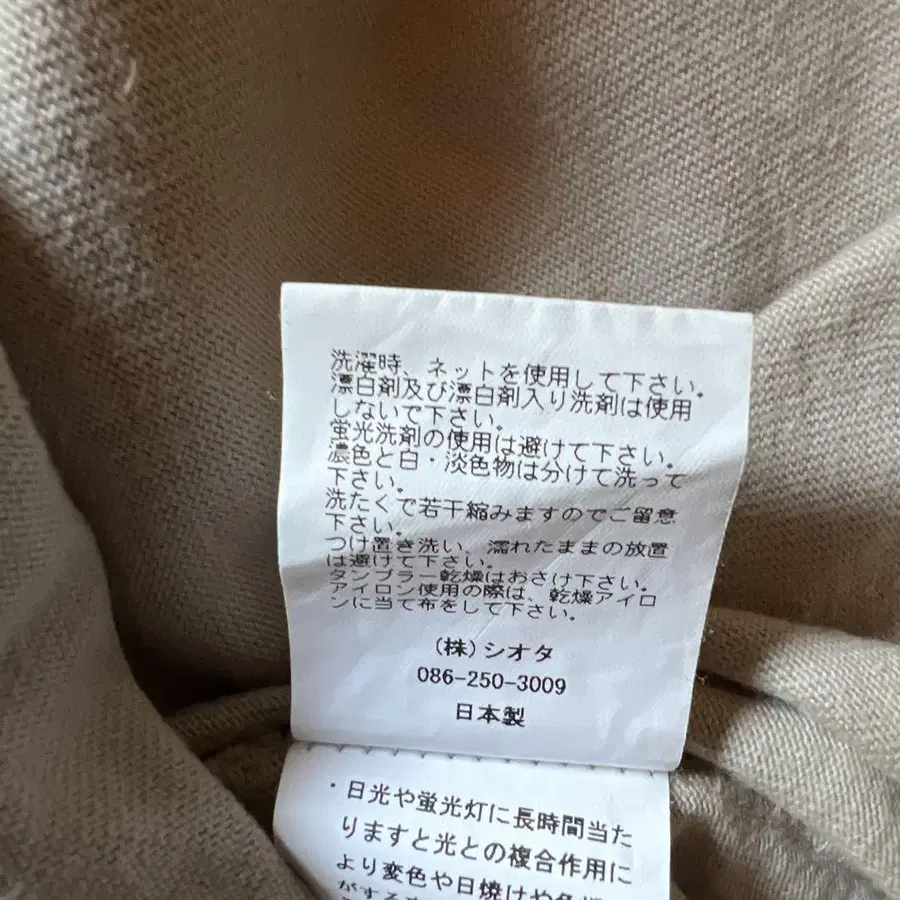 洗濯時、ネットを使用して下さい。
漂白剤及び漂白剤入り洗剤は使用
しないで下さい。
蛍光洗剤の使用は避けて下さい。
濃色と白・淡色物は分けて洗って
下さい。
洗たくで若干縮みますのでご留意
下さい。
つけ置き洗い、濡れたままの放置
は避けて下さい。
タンブラー乾燥はおさけ下さい。
アイロン使用の際は、乾燥アイロ
ンに当て布をして下さい。
(株)シオタ
086-250-3009
日本製
・日光や蛍光灯に長時間当た
りますと光との複合作用に
より変色や日焼けや色
がする